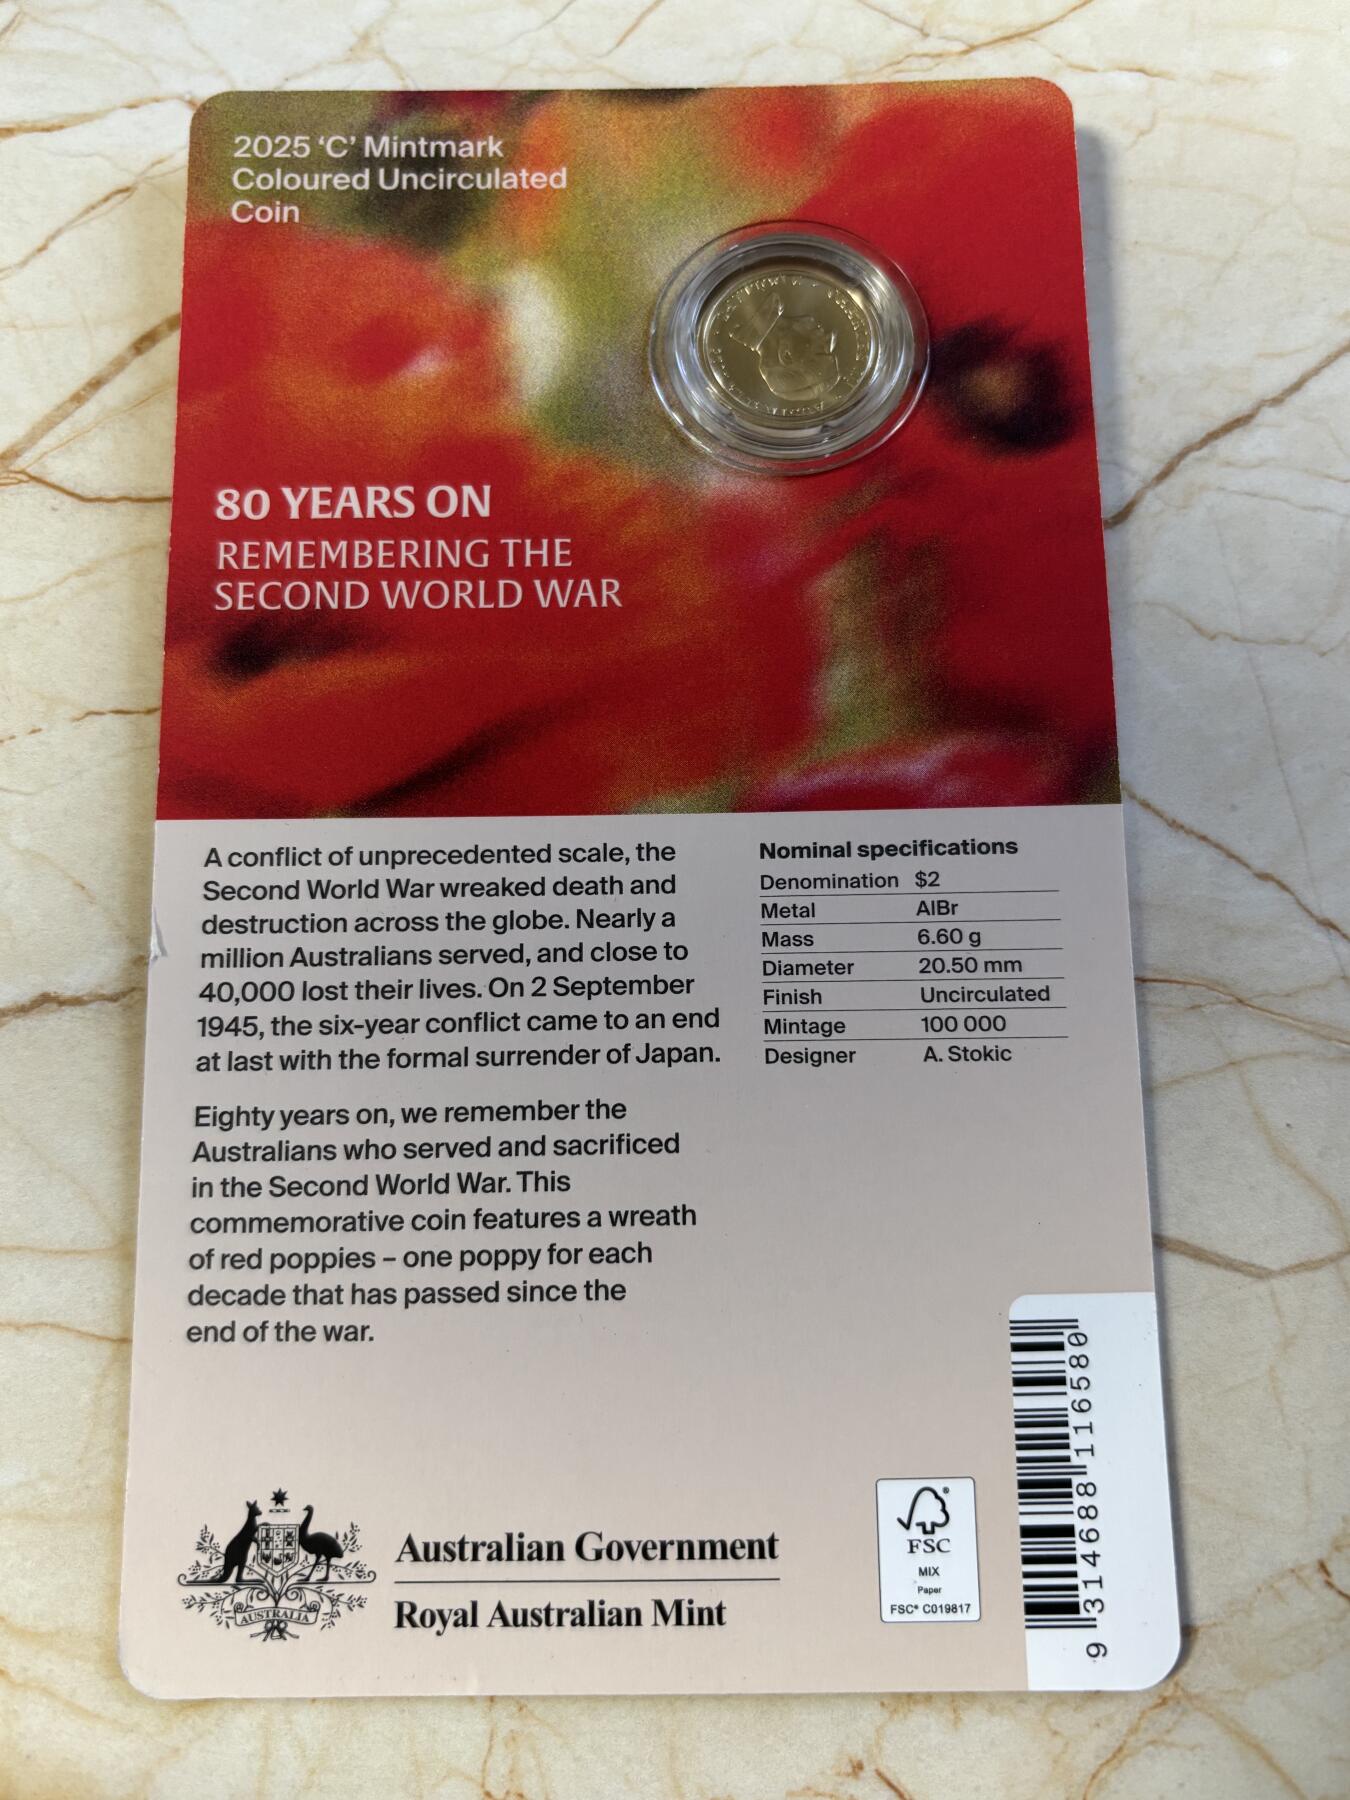 2025 ‘C’ Mintmark
Coloured Uncirculated
Coin
80 YEARS ON
REMEMBERING THE
SECOND WORLD WAR
A conflict of unprecedented scale, the
Second World War wreaked death and
destruction across the globe. Nearly a
million Australians served, and close to
40,000 lost their lives. On 2 September
1945, the six-year conflict came to an end
at last with the formal surrender of Japan.
Eighty years on, we remember the
Australians who served and sacrificed
in the Second World War. This
commemorative coin features a wreath
of red poppies – one poppy for each
decade that has passed since the
end of the war.
Nominal specifications
Denomination $2
Metal AlBr
Mass 6.60 g
Diameter 20.50 mm
Finish Uncirculated
Mintage 100 000
Designer A. Stokic
AUSTRALIA
Australian Government
Royal Australian Mint
FSC
MIX
Paper
FSC® C019817
9 314688 116580